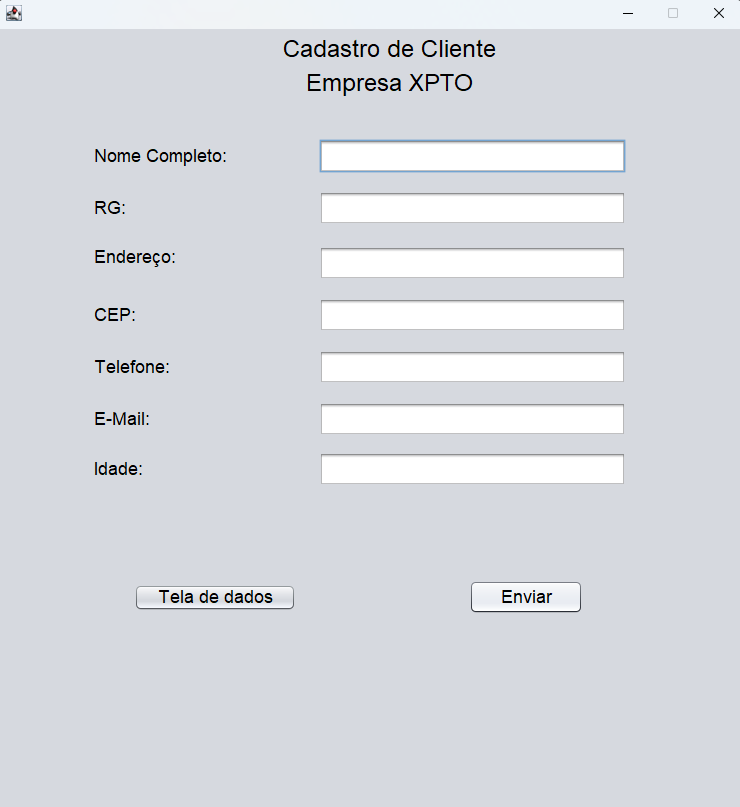 Cadastro de Cliente
Empresa XPTO
Nome Completo:
RG:
Endereço:
CEP:
Telefone:
E-Mail:
Idade:
Tela de dados
Enviar